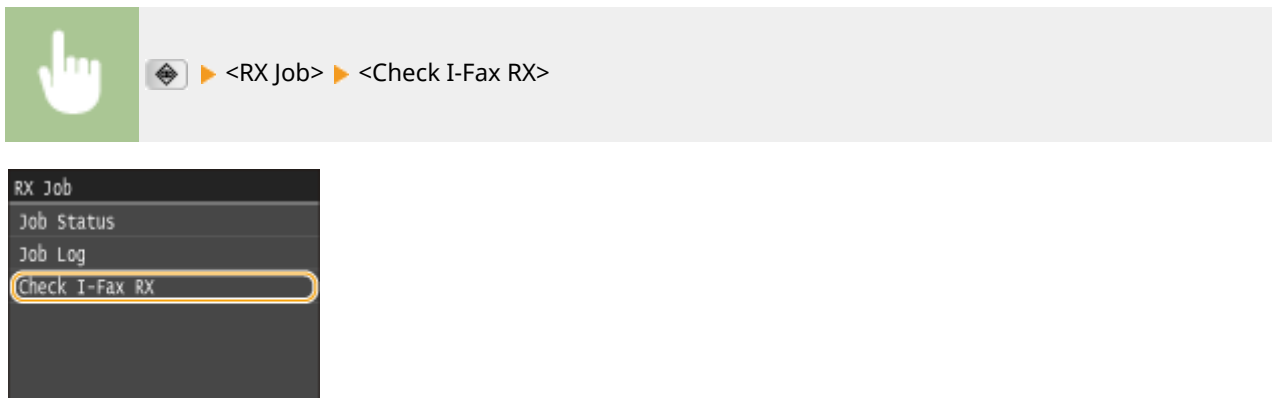 <RX Job> <Check I-Fax RX>
RX Job
Job Status
Job Log
Check I-Fax RX